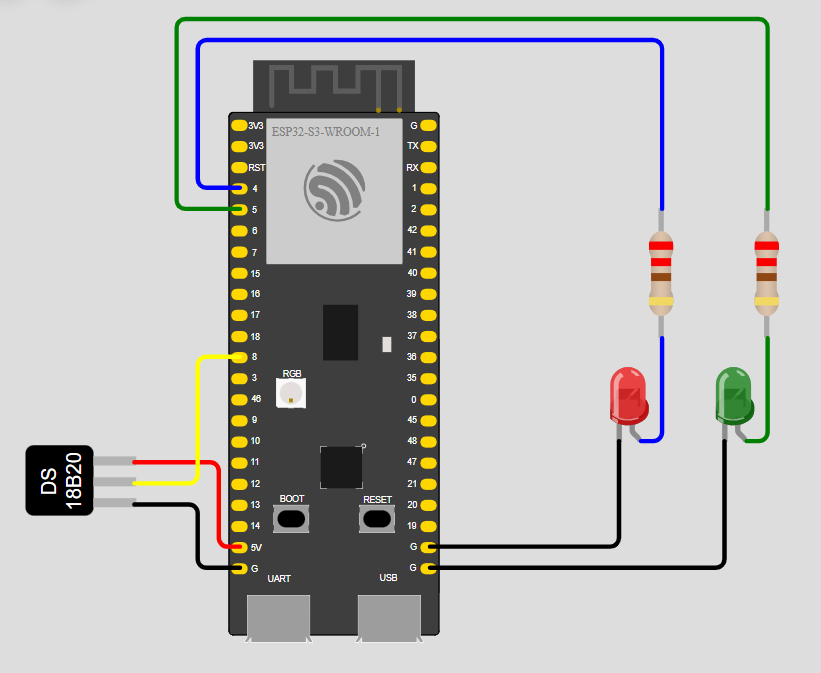 ESP32-S3-WROOM-1
3V3 G
3V3 TX
RST RX
4 1
5 2
6 42
7 41
15 40
16 39
17 38
18 37
8 36
3 35
46 0
9 45
10 48
11 47
12 21
13 20
14 19
5V G
G G
RGB
BOOT RESET
UART USB
DS
18B20